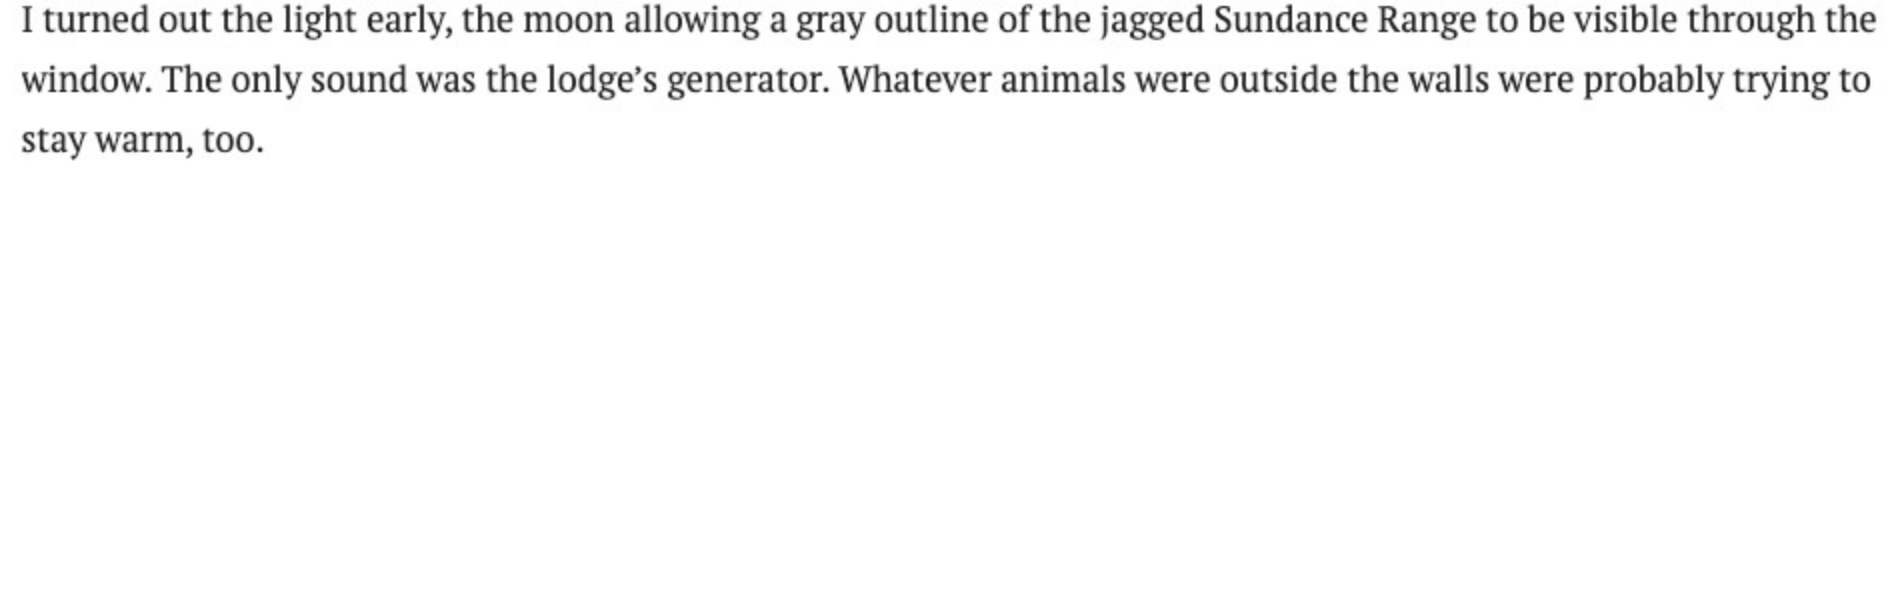 I turned out the light early, the moon allowing a gray outline of the jagged Sundance Range to be visible through the
window. The only sound was the lodge’s generator. Whatever animals were outside the walls were probably trying to
stay warm, too.